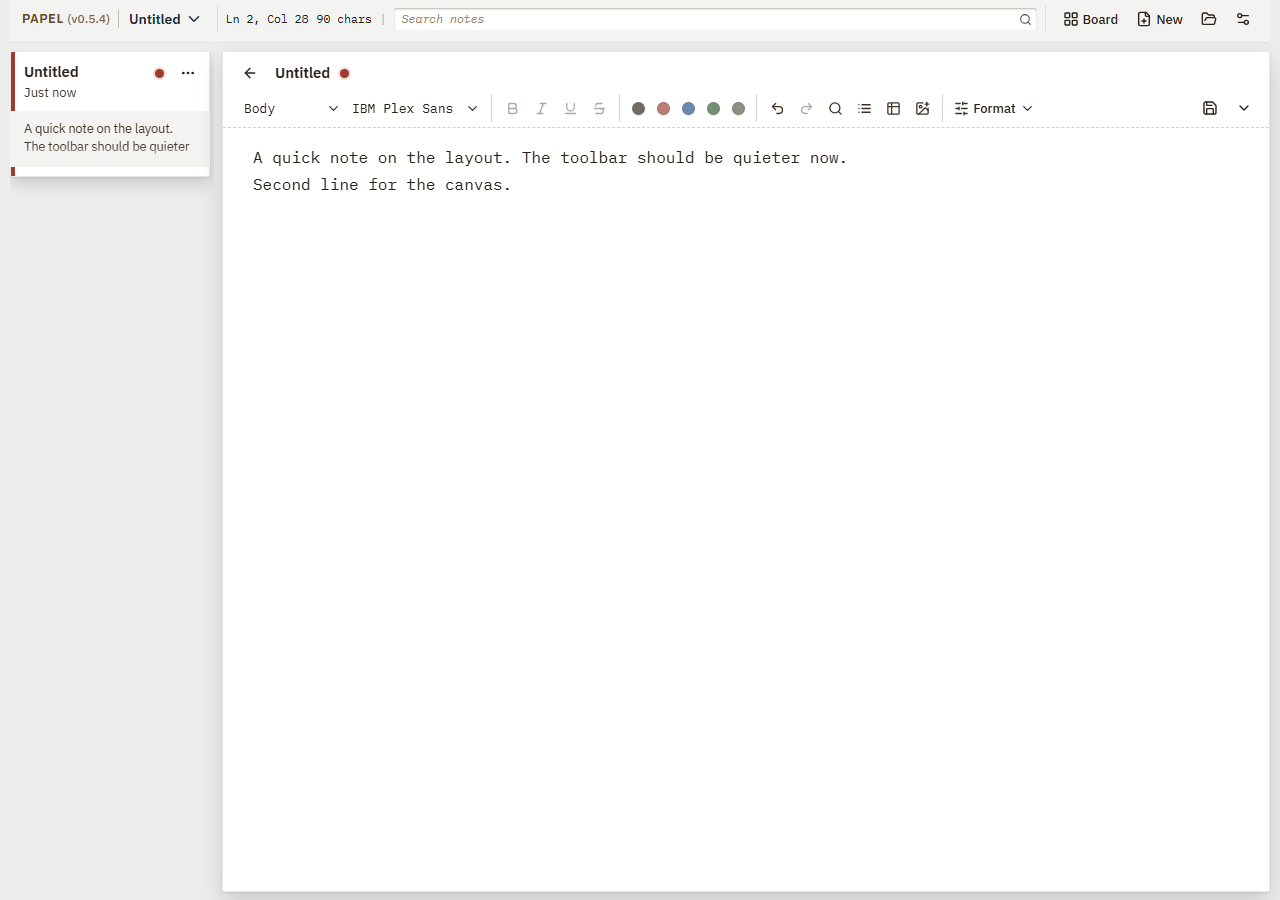 PAPEL (v0.5.4) Untitled Ln 2, Col 28 90 chars | Search notes Board New
Untitled
Just now
A quick note on the layout.
The toolbar should be quieter
Untitled
Body IBM Plex Sans B I U S Format
A quick note on the layout. The toolbar should be quieter now.
Second line for the canvas.